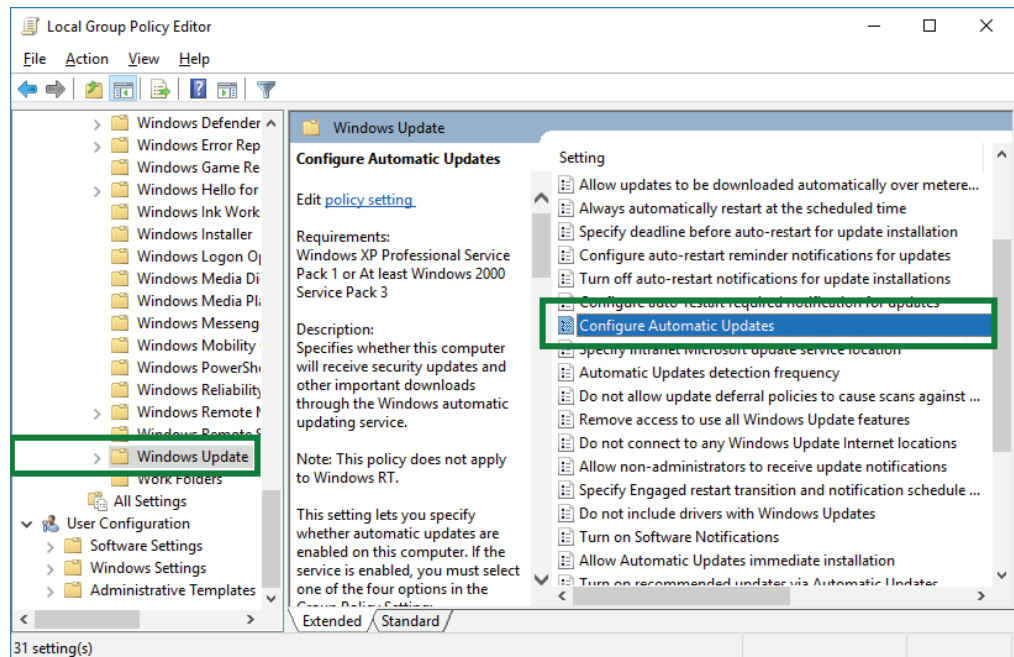 Local Group Policy Editor
File Action View Help
Windows Defender
Windows Error Rep
Windows Game Re
Windows Hello for
Windows Ink Work
Windows Installer
Windows Logon Op
Windows Media Di
Windows Media Pla
Windows Messeng
Windows Mobility
Windows PowerShe
Windows Reliability
Windows Remote M
Windows Remote S
Windows Update
Work Folders
All Settings
User Configuration
Software Settings
Windows Settings
Administrative Templates
Windows Update
Configure Automatic Updates
Edit policy setting
Requirements:
Windows XP Professional Service
Pack 1 or At least Windows 2000
Service Pack 3
Description:
Specifies whether this computer
will receive security updates and
other important downloads
through the Windows automatic
updating service.
Note: This policy does not apply
to Windows RT.
This setting lets you specify
whether automatic updates are
enabled on this computer. If the
service is enabled, you must select
one of the four options in the
Group Policy Setting:
Setting
Allow updates to be downloaded automatically over metere...
Always automatically restart at the scheduled time
Specify deadline before auto-restart for update installation
Configure auto-restart reminder notifications for updates
Turn off auto-restart notifications for update installations
Configure auto-restart required notification for updates
Configure Automatic Updates
Specify intranet Microsoft update service location
Automatic Updates detection frequency
Do not allow update deferral policies to cause scans against ...
Remove access to use all Windows Update features
Do not connect to any Windows Update Internet locations
Allow non-administrators to receive update notifications
Specify Engaged restart transition and notification schedule ...
Do not include drivers with Windows Updates
Turn on Software Notifications
Allow Automatic Updates immediate installation
Turn on recommended updates via Automatic Updates
Extended Standard
31 setting(s)